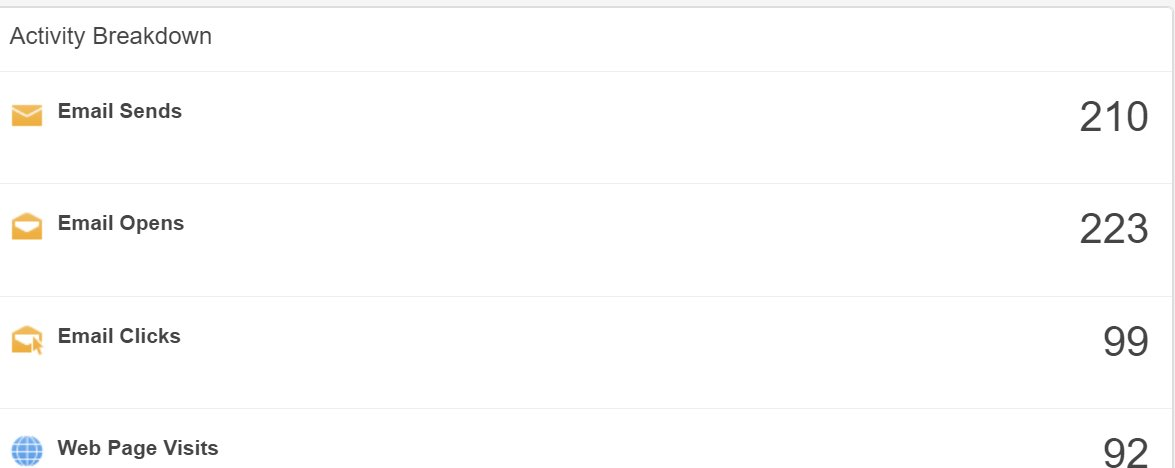 Activity Breakdown
Email Sends 210
Email Opens 223
Email Clicks 99
Web Page Visits 92